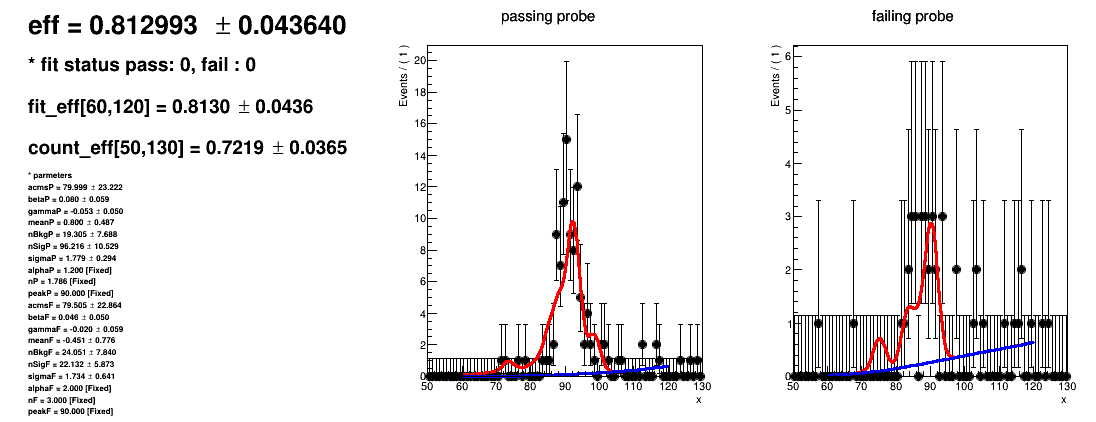 eff = 0.812993 ± 0.043640
* fit status pass: 0, fail : 0
fit_eff[60,120] = 0.8130 ± 0.0436
count_eff[50,130] = 0.7219 ± 0.0365
* parmeters
acmsP = 79.999 ± 23.222
betaP = 0.080 ± 0.059
gammaP = -0.053 ± 0.050
meanP = 0.800 ± 0.487
nBkgP = 19.305 ± 7.688
nSigP = 96.216 ± 10.529
sigmaP = 1.779 ± 0.294
alphaP = 1.200 [Fixed]
nP = 1.786 [Fixed]
peakP = 90.000 [Fixed]
acmsF = 79.505 ± 22.864
betaF = 0.046 ± 0.050
gammaF = -0.020 ± 0.059
meanF = -0.451 ± 0.776
nBkgF = 24.051 ± 7.840
nSigF = 22.132 ± 5.873
sigmaF = 1.734 ± 0.641
alphaF = 2.000 [Fixed]
nF = 3.000 [Fixed]
peakF = 90.000 [Fixed]
passing probe
Events / ( 1 )
20
18
16
14
12
10
8
6
4
2
0
50 60 70 80 90 100 110 120 130
x
failing probe
Events / ( 1 )
6
5
4
3
2
1
0
50 60 70 80 90 100 110 120 130
x